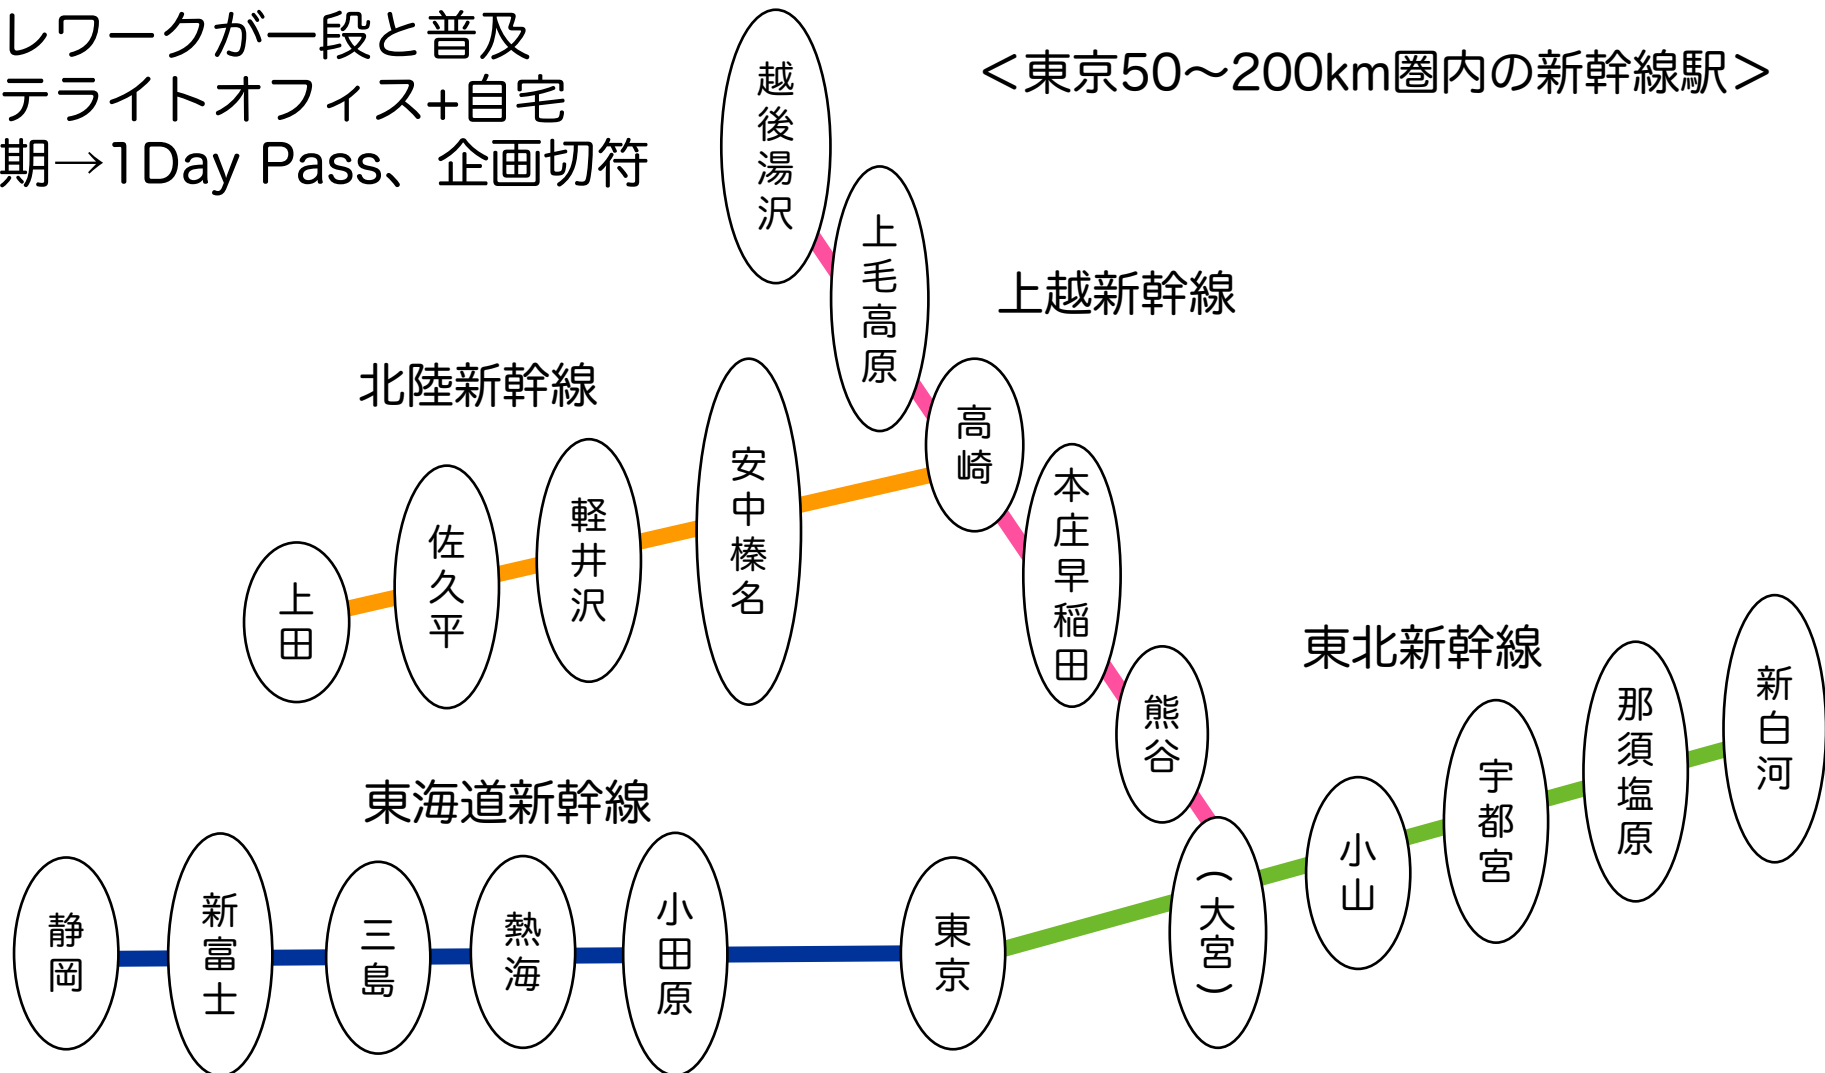 レワークが一段と普及
テライトオフィス+自宅
期→1Day Pass、企画切符
＜東京50〜200km圏内の新幹線駅＞
越後湯沢
上毛高原
上越新幹線
北陸新幹線
高崎
安中榛名
軽井沢
佐久平
上田
本庄早稲田
熊谷
東北新幹線
新白河
那須塩原
宇都宮
小山
（大宮）
東海道新幹線
静岡
新富士
三島
熱海
小田原
東京